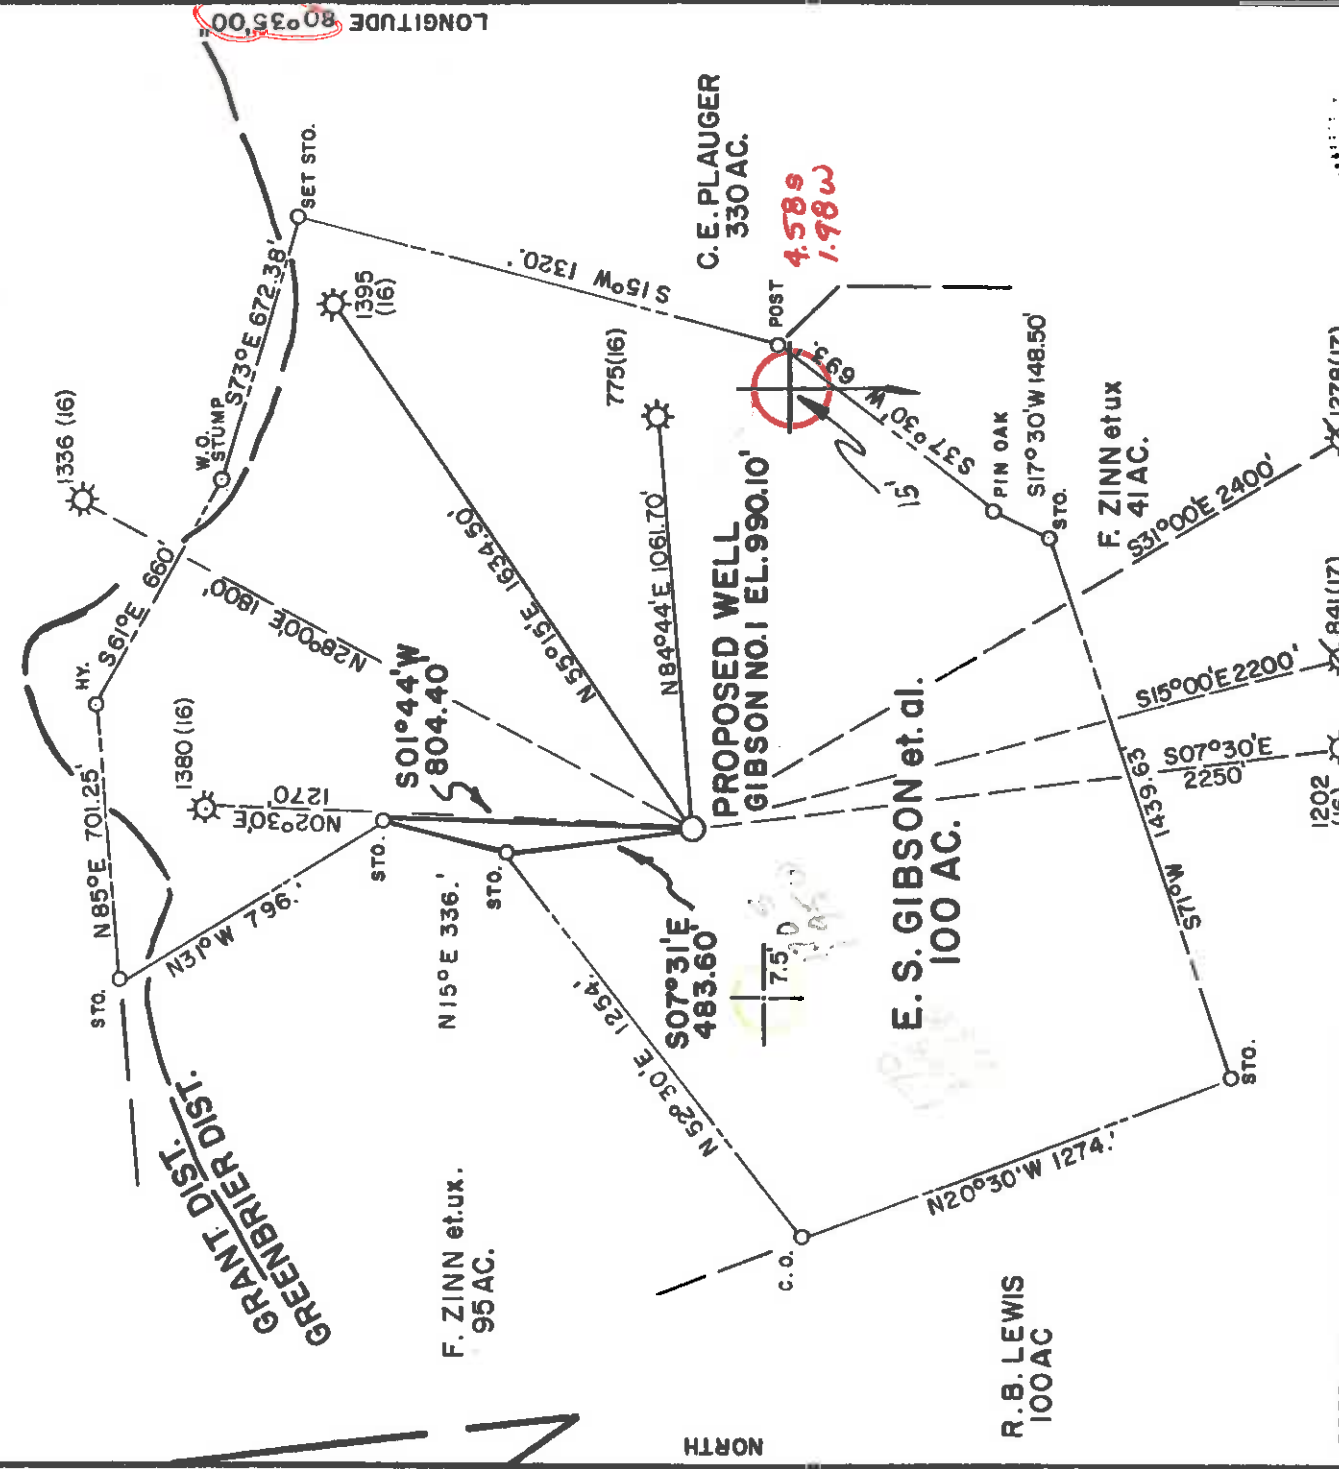 LONGITUDE 80°35'00"
SET STO.
C.E. PLAUGER
330 AC.
4.58 S
1.98 W
1336 (16)
W.O.
STUMP
S73°E 672.38'
1395
(16)
S15°W 1320.'
775(16)
POST
S61°E 660'
HY.
N28°00'E 1800'
N55°15'E 1634.50'
N84°44'E 1061.70'
693.'
S37°30'W
15'
PIN OAK
S17°30'W 148.50'
STO.
F. ZINN et ux
41 AC.
1278(17)
S31°00'E 2400'
841(17)
S15°00'E 2200'
S07°30'E
2250'
1202
N85°E 701.25'
1380 (16)
N02°30'E
1270'
S01°44'W
804.40'
PROPOSED WELL
GIBSON NO.1 EL.990.10'
STO.
N31°W 796.'
STO.
STO.
N15°E 336.'
S07°31'E
483.60'
7.5'
E. S. GIBSON et. al.
100 AC.
S71°W 1439.63'
N52°30'E 1254.'
GRANT DIST.
GREENBRIER DIST.
F. ZINN et.ux.
95 AC.
C.O.
N20°30'W 1274.'
STO.
R.B. LEWIS
100 AC
NORTH